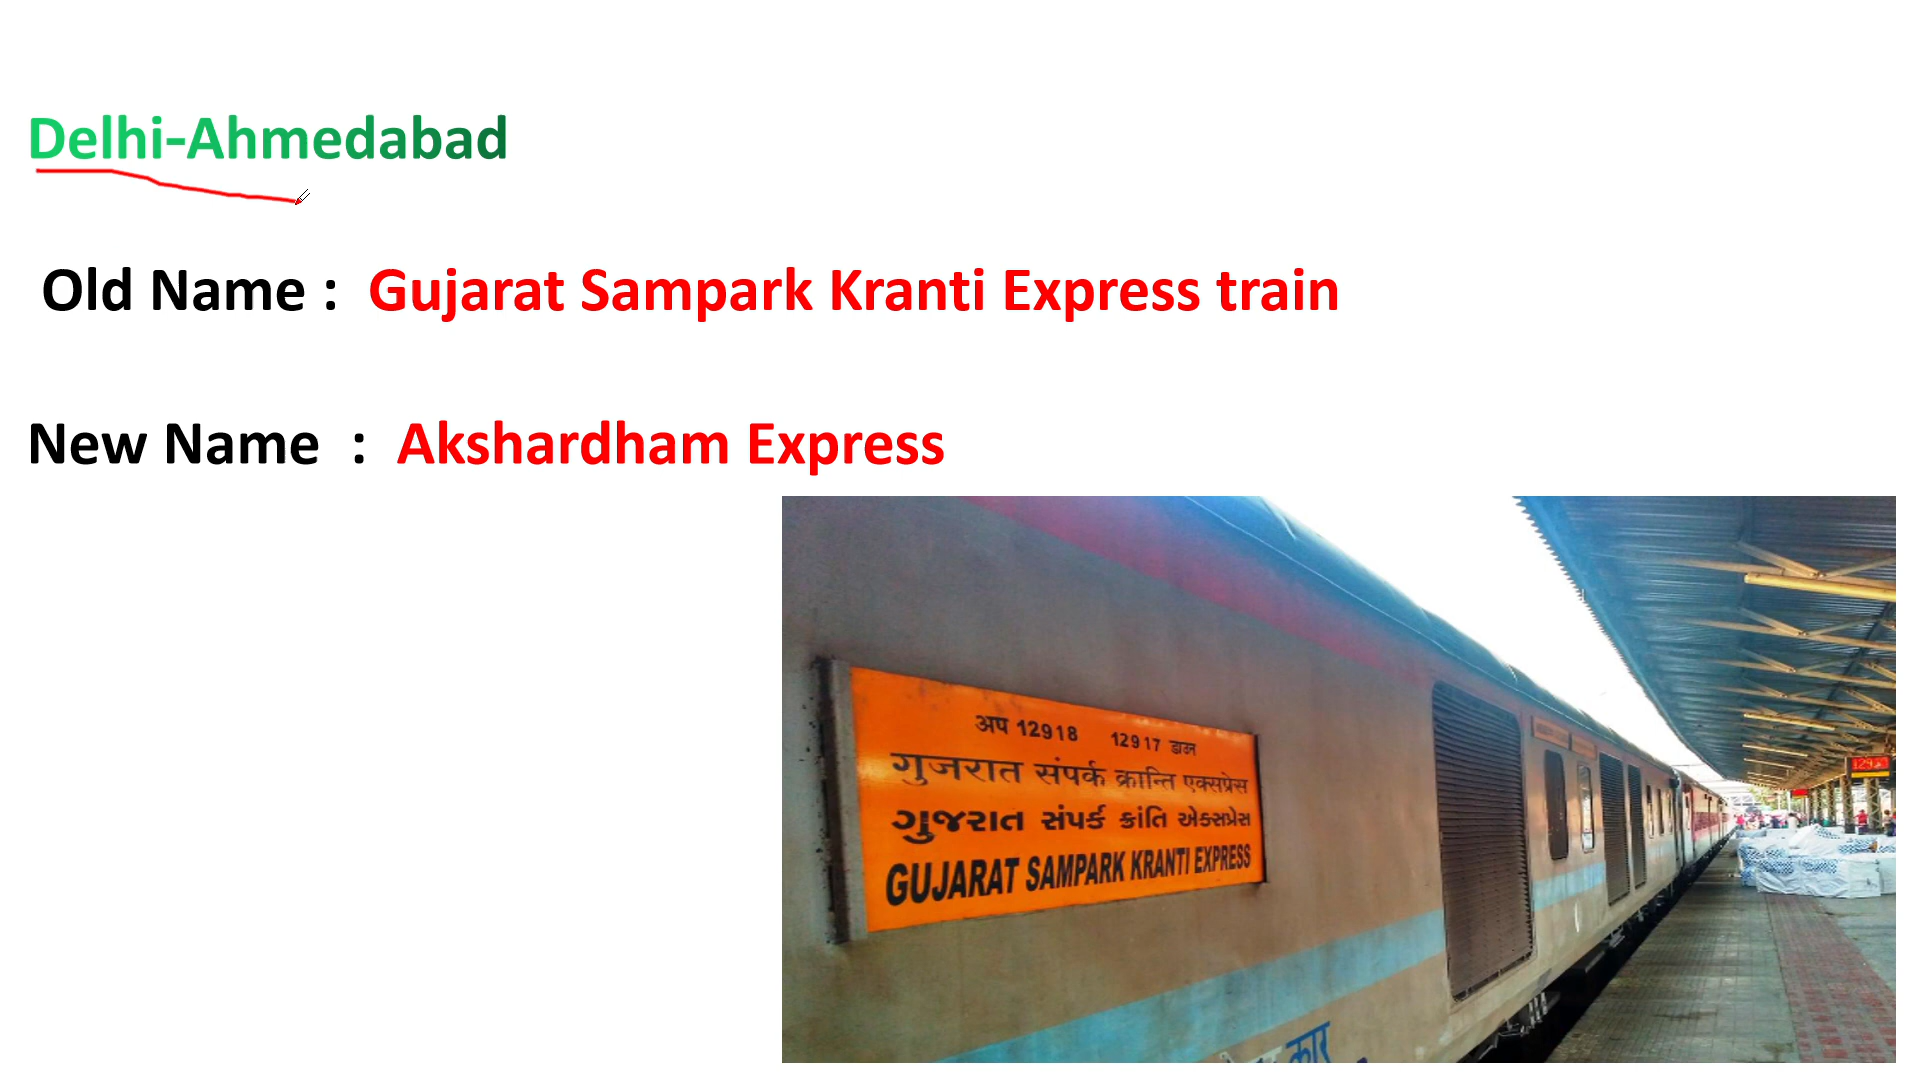 Delhi-Ahmedabad
Old Name : Gujarat Sampark Kranti Express train
New Name : Akshardham Express
अप 12918 12917 डाउन
गुजरात संपर्क क्रान्ति एक्सप्रेस
ગુજરાત સંપર્ક ક્રાંતિ એક્સપ્રેસ
GUJARAT SAMPARK KRANTI EXPRESS